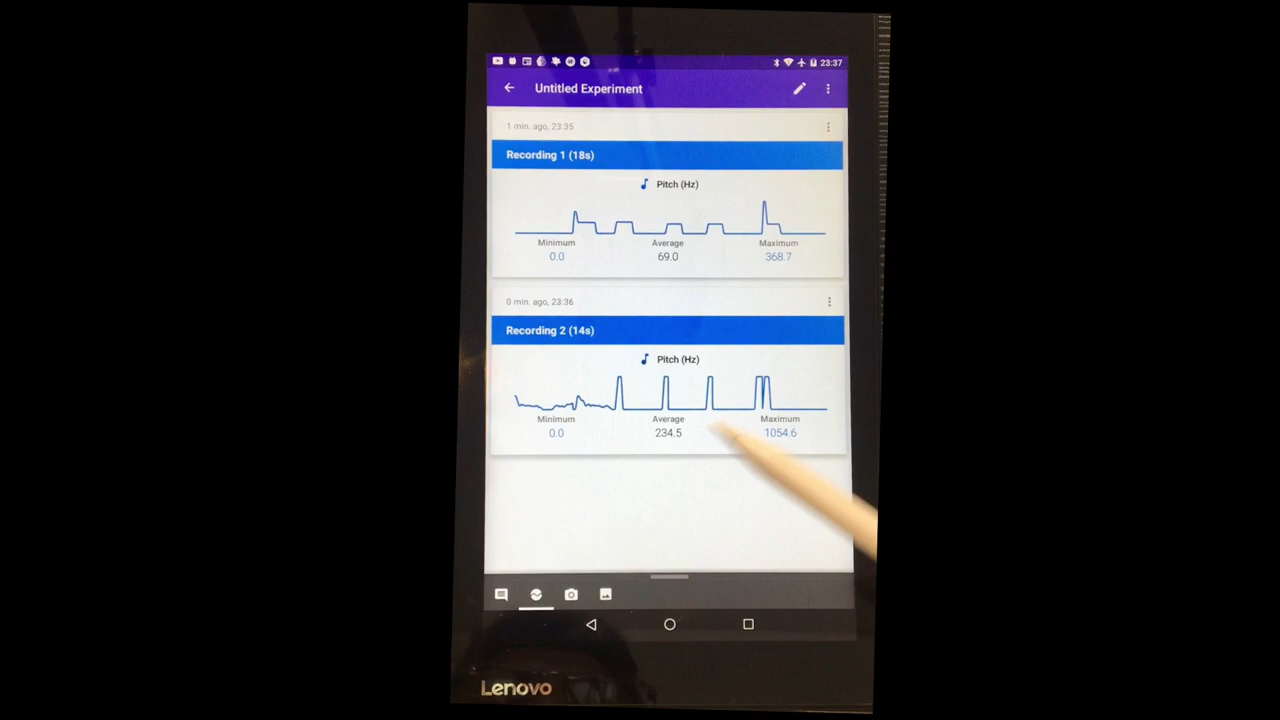 23:37
Untitled Experiment
1 min. ago, 23:35
Recording 1 (18s)
Pitch (Hz)
Minimum Average Maximum
0.0 69.0 368.7
0 min. ago, 23:36
Recording 2 (14s)
Pitch (Hz)
Minimum Average Maximum
0.0 234.5 1054.6
Lenovo